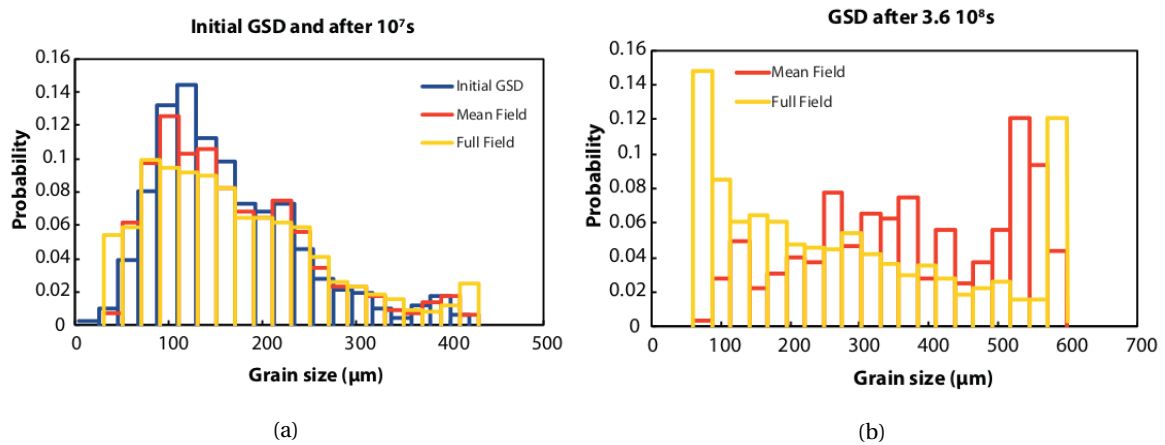 Initial GSD and after 10⁷s
0.16
0.14
0.12
0.1
0.08
0.06
0.04
0.02
0
Probability
Initial GSD
Mean Field
Full Field
0 100 200 300 400 500
Grain size (μm)
(a)
GSD after 3.6 10⁸s
0.16
0.14
0.12
0.1
0.08
0.06
0.04
0.02
0
Probability
Mean Field
Full Field
0 100 200 300 400 500 600 700
Grain size (μm)
(b)